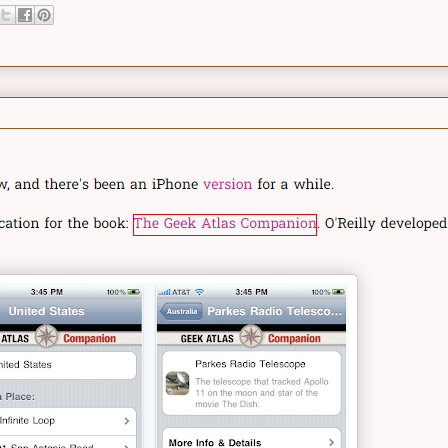 w, and there's been an iPhone version for a while.
cation for the book: The Geek Atlas Companion. O'Reilly developed
3:45 PM 100%
United States
ATLAS Companion
nited States
a Place:
Infinite Loop
AT&T 3:45 PM 100%
Australia Parkes Radio Telesco...
GEEK ATLAS Companion
Parkes Radio Telescope
The telescope that tracked Apollo
11 on the moon and star of the
movie The Dish.
More Info & Details